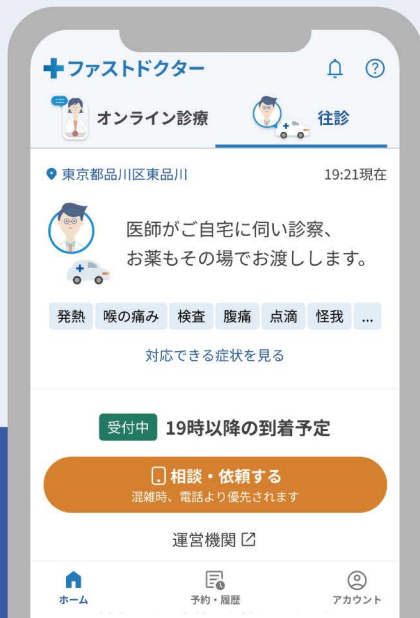 ファストドクター
オンライン診療
往診
東京都品川区東品川
19:21現在
医師がご自宅に伺い診察、
お薬もその場でお渡しします。
発熱 喉の痛み 検査 腹痛 点滴 怪我 ...
対応できる症状を見る
受付中 19時以降の到着予定
相談・依頼する
混雑時、電話より優先されます
運営機関
ホーム 予約・履歴 アカウント